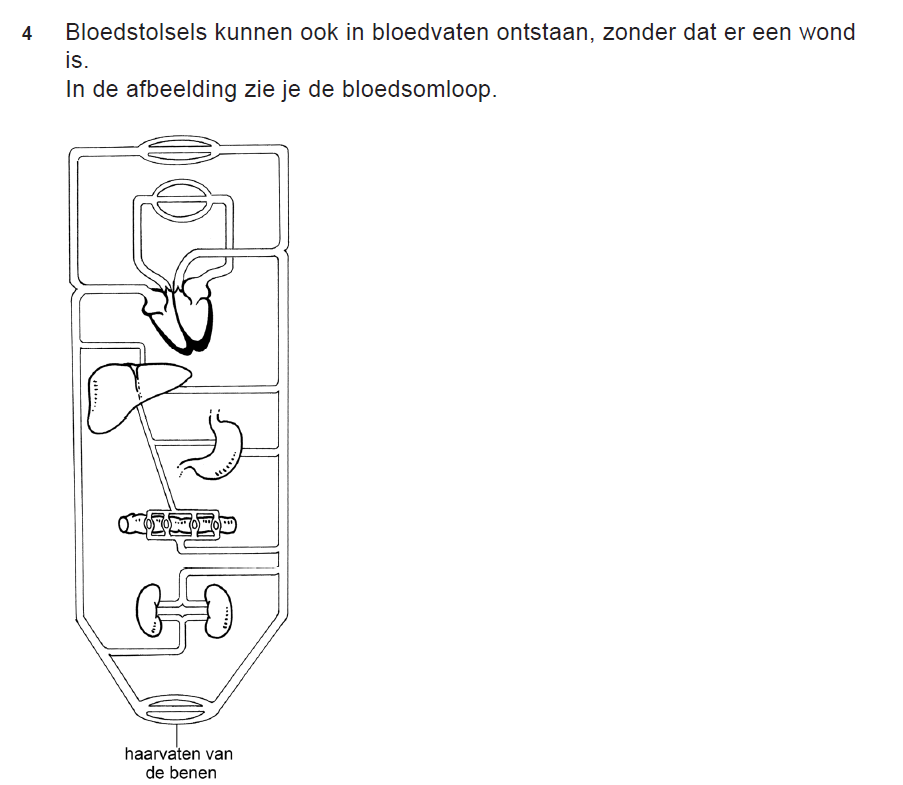 4 Bloedstolsels kunnen ook in bloedvaten ontstaan, zonder dat er een wond
is.
In de afbeelding zie je de bloedsomloop.
haarvaten van
de benen